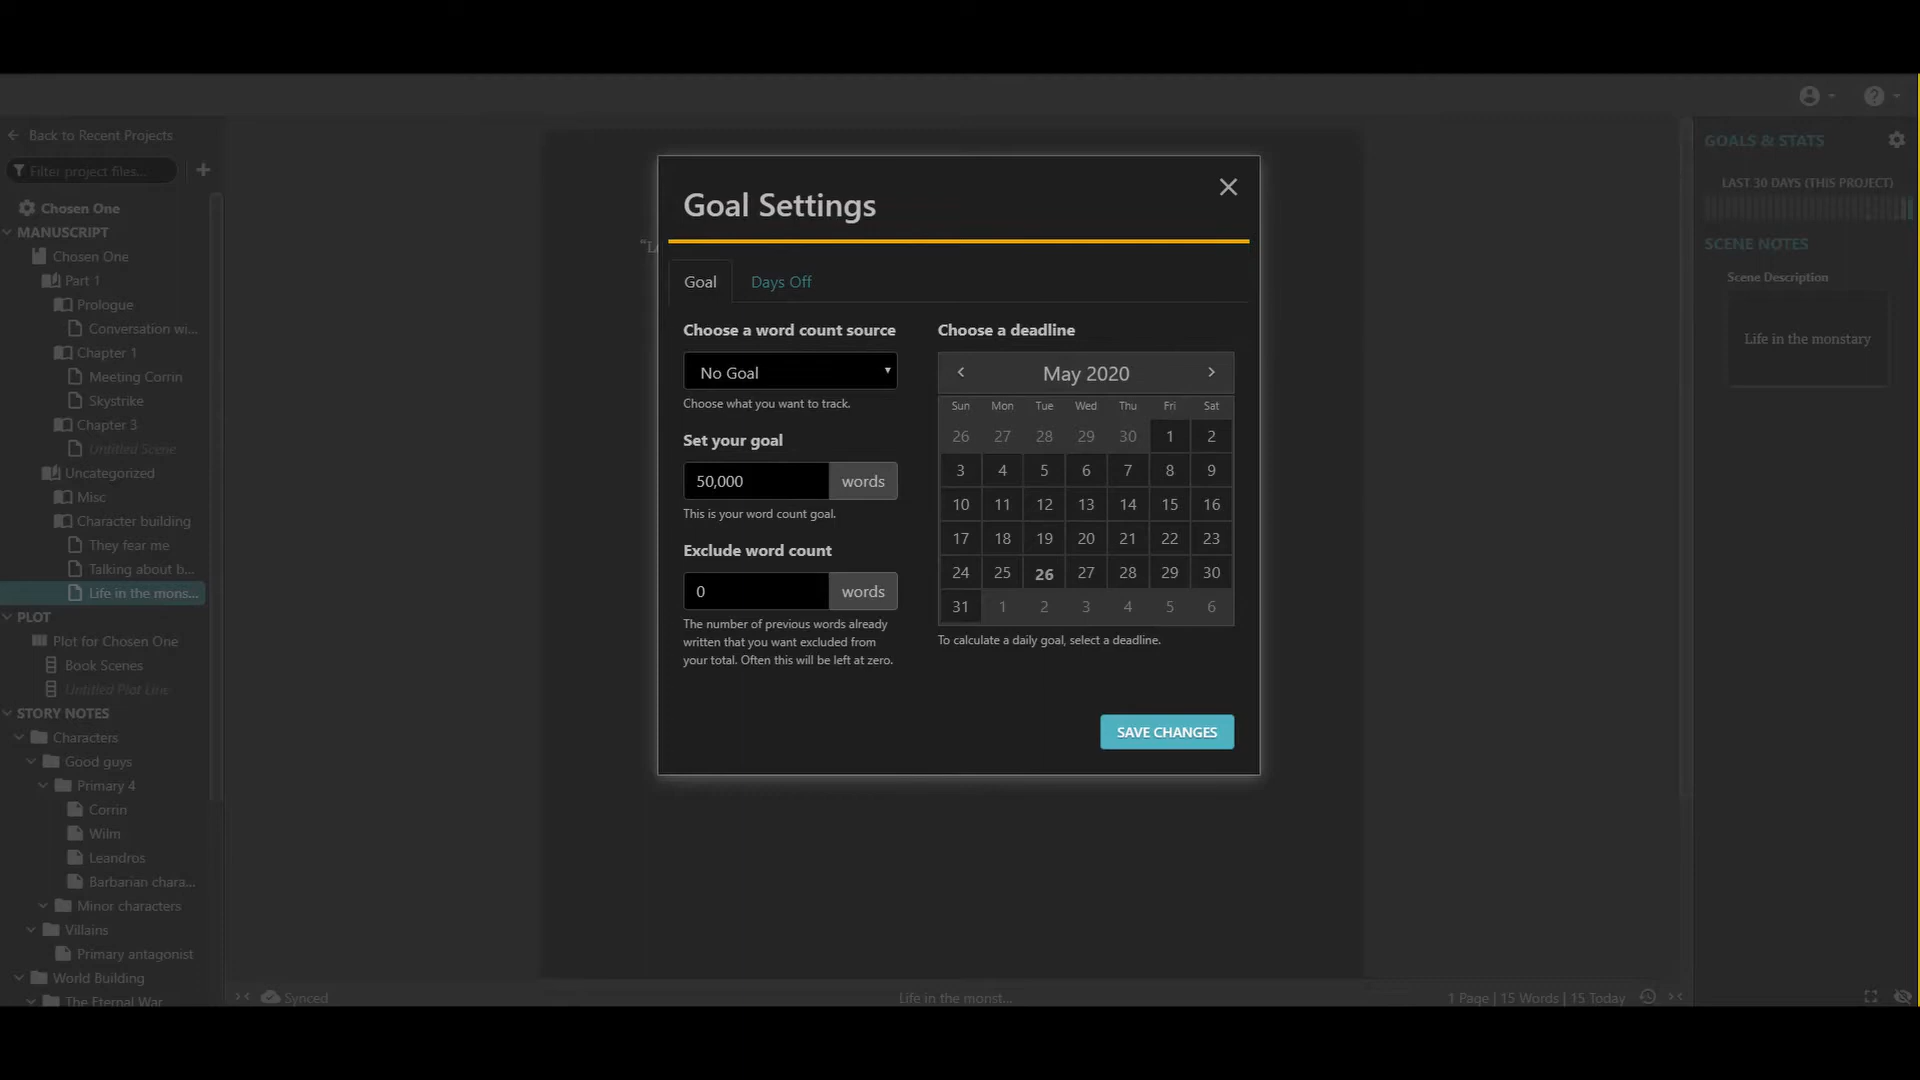 Back to Recent Projects
Filter project files...
Chosen One
MANUSCRIPT
Chosen One
Part 1
Prologue
Conversation wi...
Chapter 1
Meeting Corrin
Skystrike
Chapter 3
Untitled Scene
Uncategorized
Misc
Character building
They fear me
Talking about b...
Life in the mons...
PLOT
Plot for Chosen One
Book Scenes
Untitled Plot Line
STORY NOTES
Characters
Good guys
Primary 4
Corrin
Wilm
Leandros
Barbarian chara...
Minor characters
Villains
Primary antagonist
World Building
The Eternal War
Goal Settings
Goal
Days Off
Choose a word count source
No Goal
Choose what you want to track.
Set your goal
50,000 words
This is your word count goal.
Exclude word count
0 words
The number of previous words already
written that you want excluded from
your total. Often this will be left at zero.
Choose a deadline
May 2020
Sun Mon Tue Wed Thu Fri Sat
26 27 28 29 30 1 2
3 4 5 6 7 8 9
10 11 12 13 14 15 16
17 18 19 20 21 22 23
24 25 26 27 28 29 30
31 1 2 3 4 5 6
To calculate a daily goal, select a deadline.
SAVE CHANGES
GOALS & STATS
LAST 30 DAYS (THIS PROJECT)
SCENE NOTES
Scene Description
Life in the monstary
Synced
Life in the monst...
1 Page | 15 Words | 15 Today